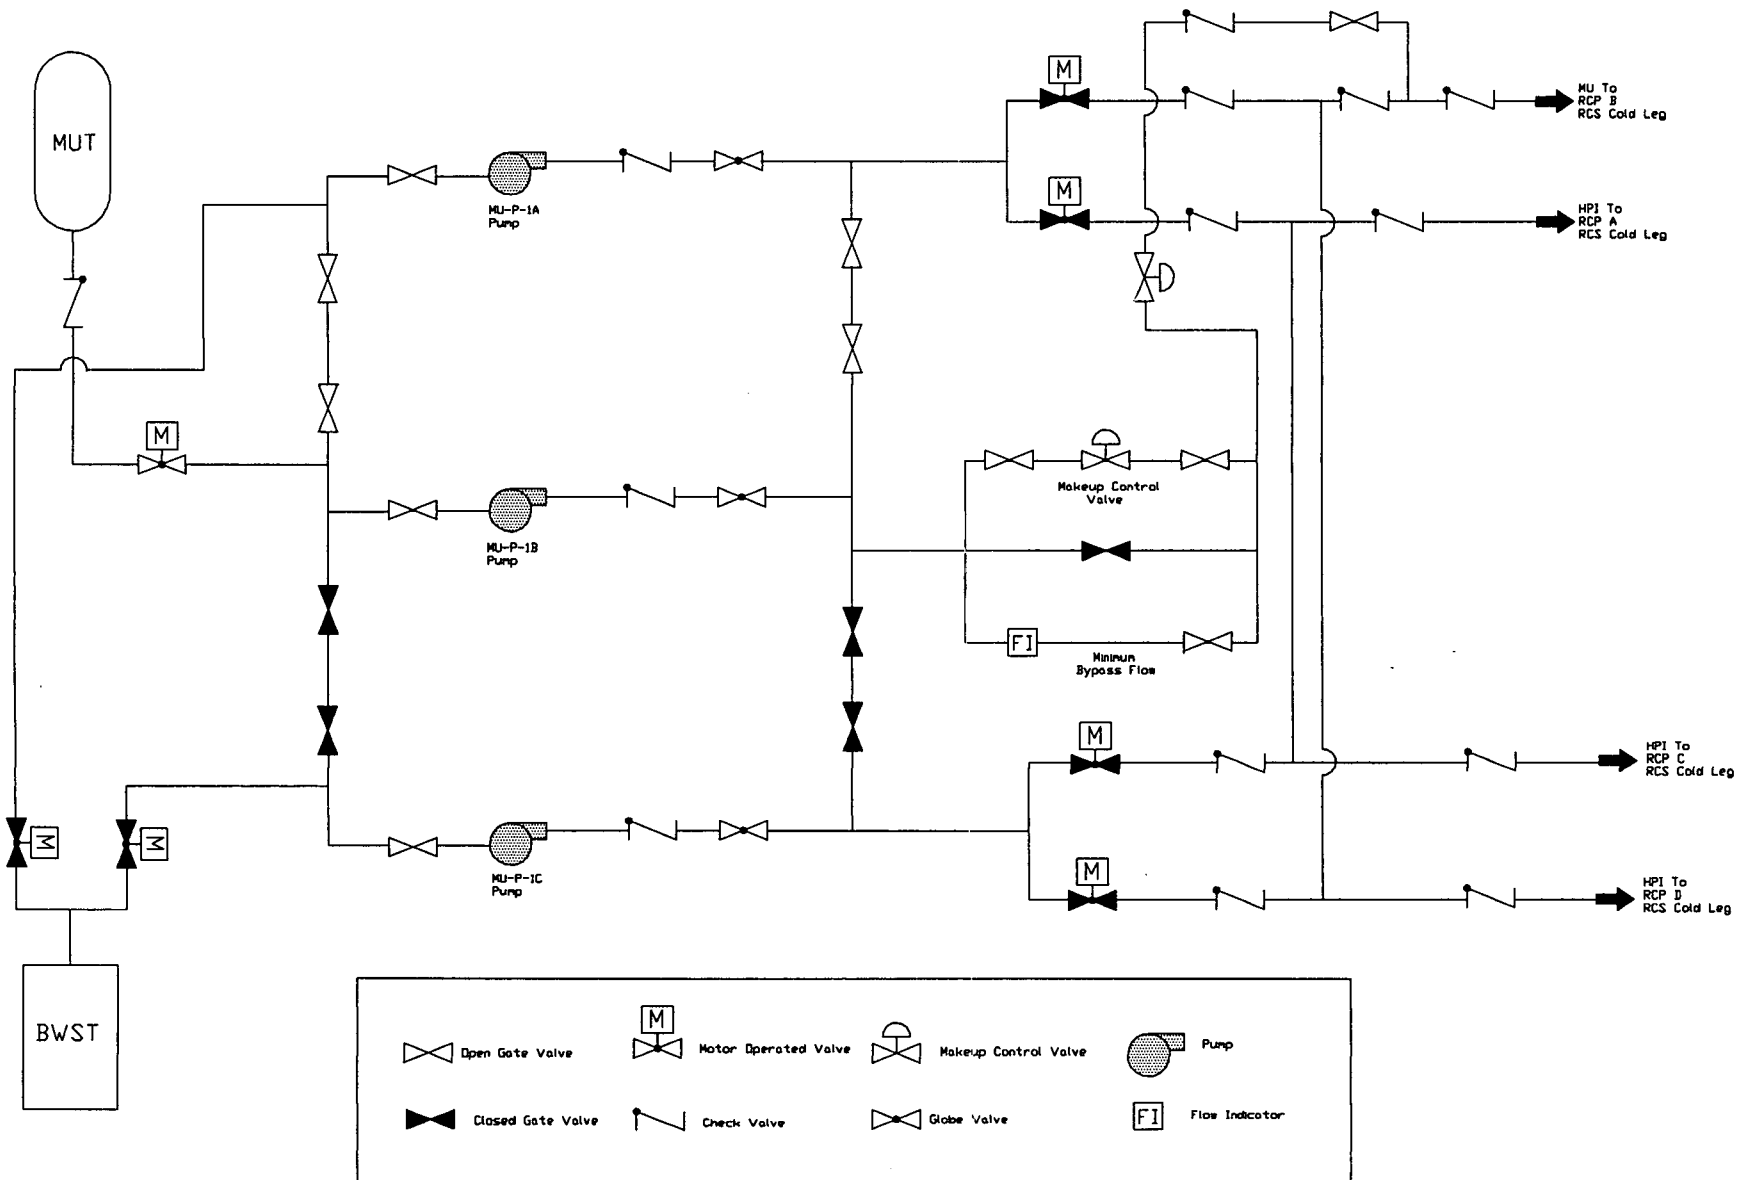 M
MU To
RCP B
RCS Cold Leg
MUT
MU-P-1A
Pump
M
HPI To
RCP A
RCS Cold Leg
M
Makeup Control
Valve
MU-P-1B
Pump
FI
Minimum
Bypass Flow
M
HPI To
RCP C
RCS Cold Leg
M
M
MU-P-1C
Pump
M
HPI To
RCP D
RCS Cold Leg
BWST
Open Gate Valve
M
Motor Operated Valve
Makeup Control Valve
Pump
Closed Gate Valve
Check Valve
Globe Valve
FI
Flow Indicator